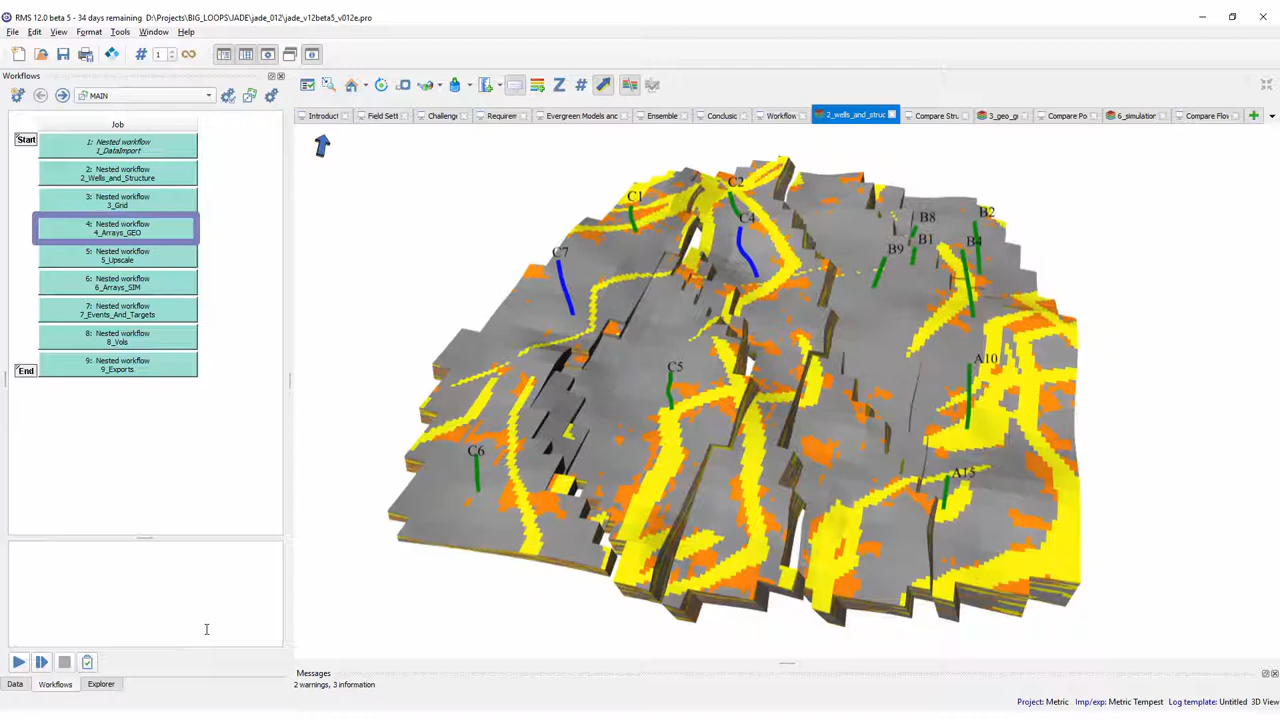 RMS 12.0 beta 5 - 34 days remaining D:\Projects\BIG_LOOPS\JADE\jade_012\jade_v12beta5_v012e.pro
File Edit View Format Tools Window Help
1
Workflows
MAIN
Introduct
Field Sett
Challeng
Requirem
Evergreen Models and
Ensemble
Conclusic
Workflow
2_wells_and_struc
Compare Stru
3_geo_g
Compare Po
6_simulation
Compare Flow
Job
Start
1: Nested workflow
1_DataImport
2: Nested workflow
2_Wells_and_Structure
3: Nested workflow
3_Grid
4: Nested workflow
4_Arrays_GEO
5: Nested workflow
5_Upscale
6: Nested workflow
6_Arrays_SIM
7: Nested workflow
7_Events_And_Targets
8: Nested workflow
8_Vols
9: Nested workflow
9_Exports
End
C2
C1
C4
B8
B2
B1
B4
B9
C7
C5
A10
C6
A15
Messages
2 warnings, 3 information
Data Workflows Explorer
Project: Metric Imp/exp: Metric Tempest Log template: Untitled 3D View